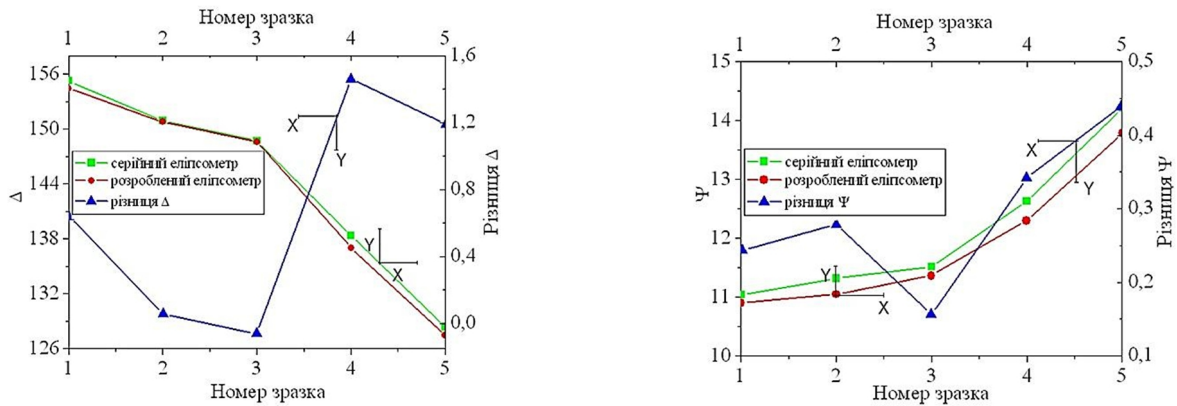 Номер зразка
1 2 3 4 5
156
150
144
138
132
126
Δ
серійний еліпсометр
розроблений еліпсометр
різниця Δ
X
Y
Y
X
1,6
1,2
0,8
0,4
0,0
Різниця Δ
1 2 3 4 5
Номер зразка
Номер зразка
1 2 3 4 5
15
14
13
12
11
10
Ψ
серійний еліпсометр
розроблений еліпсометр
різниця Ψ
X
Y
Y
X
0,5
0,4
0,3
0,2
0,1
Різниця Ψ
1 2 3 4 5
Номер зразка